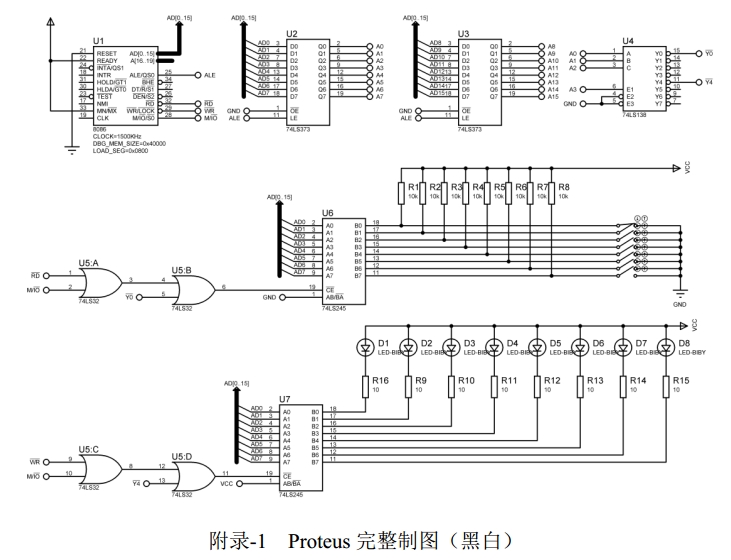 AD[0..15]
U1
21 RESET AD[0..15]
22 READY A[16..19]
24 INTA/QS1
18 INTR ALE/QS0 25 ALE
31 HOLD/GT1 BHE 34
30 HLDA/GT0 DT/R/S1 27
23 TEST DEN/S2 26
17 NMI RD 32 RD
33 MN/MX WR/LOCK 29 WR
19 CLK M/IO/S0 28 M/IO
8086
CLOCK=1500KHz
DBG_MEM_SIZE=0x40000
LOAD_SEG=0x0800
AD[0..15]
U2
AD0 3 D0 Q0 2 A0
AD1 4 D1 Q1 5 A1
AD2 7 D2 Q2 6 A2
AD3 8 D3 Q3 9 A3
AD4 13 D4 Q4 12 A4
AD5 14 D5 Q5 15 A5
AD6 17 D6 Q6 16 A6
AD7 18 D7 Q7 19 A7
GND 1 OE
ALE 11 LE
74LS373
AD[0..15]
U3
AD8 3 D0 Q0 2 A8
AD9 4 D1 Q1 5 A9
AD10 7 D2 Q2 6 A10
AD11 8 D3 Q3 9 A11
AD12 13 D4 Q4 12 A12
AD13 14 D5 Q5 15 A13
AD14 17 D6 Q6 16 A14
AD15 18 D7 Q7 19 A15
GND 1 OE
ALE 11 LE
74LS373
U4
A0 1 A Y0 15 Y0
A1 2 B Y1 14
A2 3 C Y2 13
Y3 12
Y4 11 Y4
A3 6 E1 Y5 10
4 E2 Y6 9
GND 5 E3 Y7 7
74LS138
VCC
R1 R2 R3 R4 R5 R6 R7 R8
10k 10k 10k 10k 10k 10k 10k 10k
AD[0..15]
U6
AD0 2 A0 B0 18
AD1 3 A1 B1 17
AD2 4 A2 B2 16
AD3 5 A3 B3 15
AD4 6 A4 B4 14
AD5 7 A5 B5 13
AD6 8 A6 B6 12
AD7 9 A7 B7 11
19 CE
GND 1 AB/BA
74LS245
GND
U5:A
RD 1
M/IO 2
3
74LS32
U5:B
4
Y0 5
6
74LS32
VCC
D1 D2 D3 D4 D5 D6 D7 D8
LED-BIBY LED-BIBY LED-BIBY LED-BIBY LED-BIBY LED-BIBY LED-BIBY LED-BIBY
R16 R9 R10 R11 R12 R13 R14 R15
10 10 10 10 10 10 10 10
AD[0..15]
U7
AD0 2 A0 B0 18
AD1 3 A1 B1 17
AD2 4 A2 B2 16
AD3 5 A3 B3 15
AD4 6 A4 B4 14
AD5 7 A5 B5 13
AD6 8 A6 B6 12
AD7 9 A7 B7 11
19 CE
VCC 1 AB/BA
74LS245
U5:C
WR 9
M/IO 10
8
74LS32
U5:D
12
Y4 13
11
74LS32
附录-1 Proteus 完整制图（黑白）